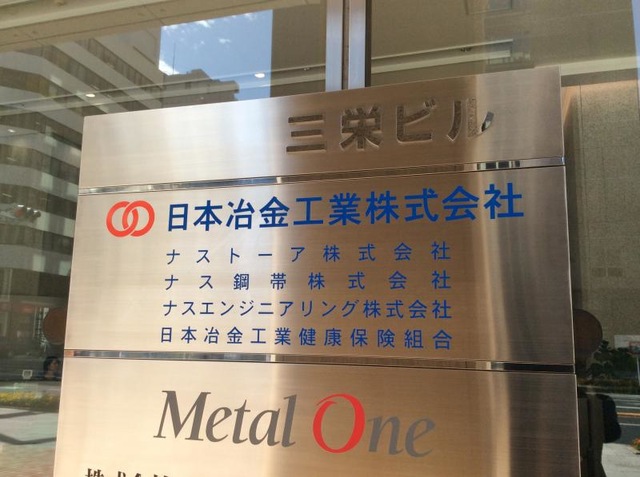 三栄ビル
日本冶金工業株式会社
ナストーア株式会社
ナス鋼帯株式会社
ナスエンジニアリング株式会社
日本冶金工業健康保険組合
Metal One